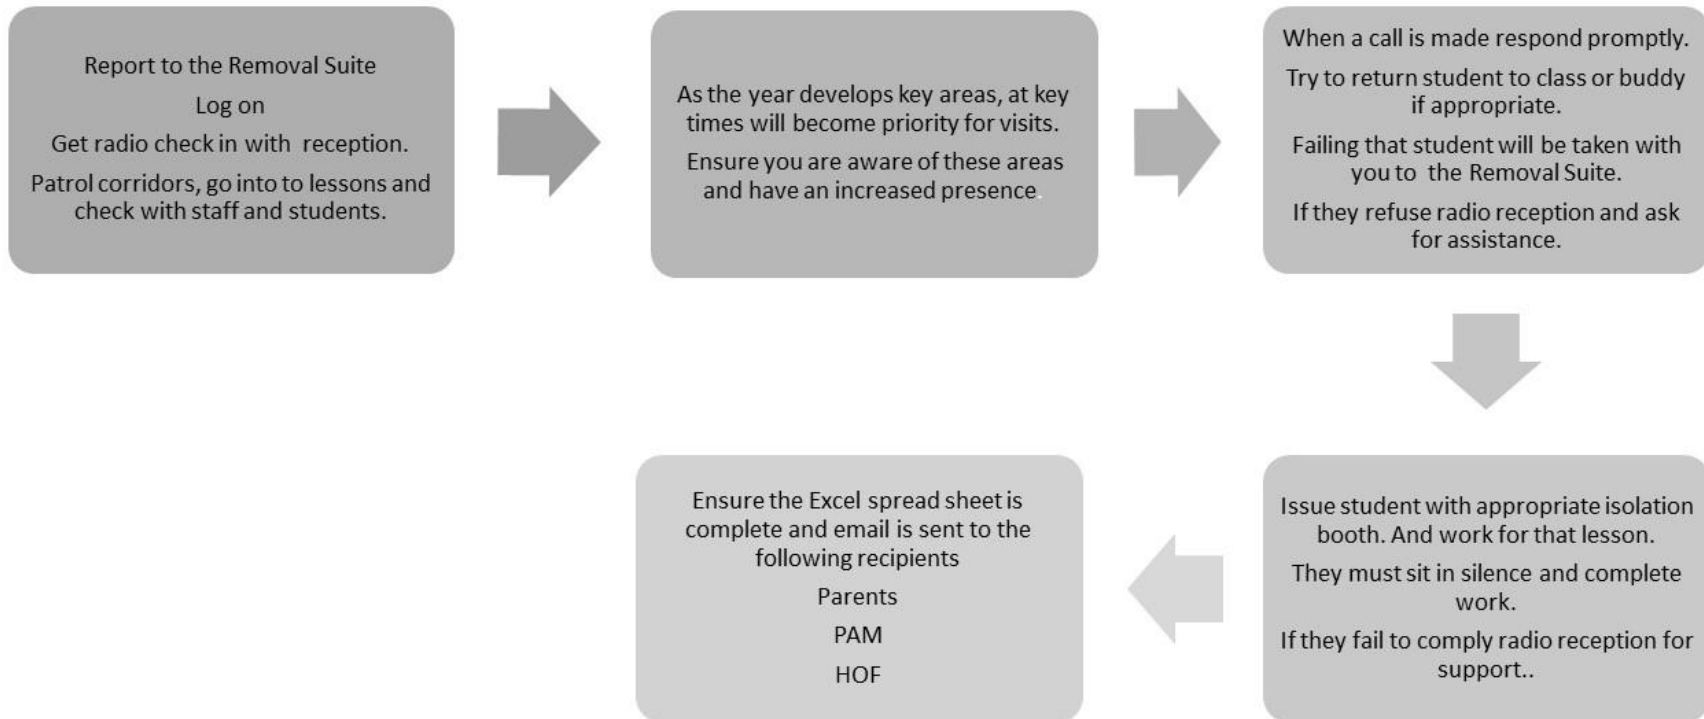 Report to the Removal Suite
Log on
Get radio check in with reception.
Patrol corridors, go into to lessons and
check with staff and students.
As the year develops key areas, at key
times will become priority for visits.
Ensure you are aware of these areas
and have an increased presence.
When a call is made respond promptly.
Try to return student to class or buddy
if appropriate.
Failing that student will be taken with
you to the Removal Suite.
If they refuse radio reception and ask
for assistance.
Issue student with appropriate isolation
booth. And work for that lesson.
They must sit in silence and complete
work.
If they fail to comply radio reception for
support..
Ensure the Excel spread sheet is
complete and email is sent to the
following recipients
Parents
PAM
HOF